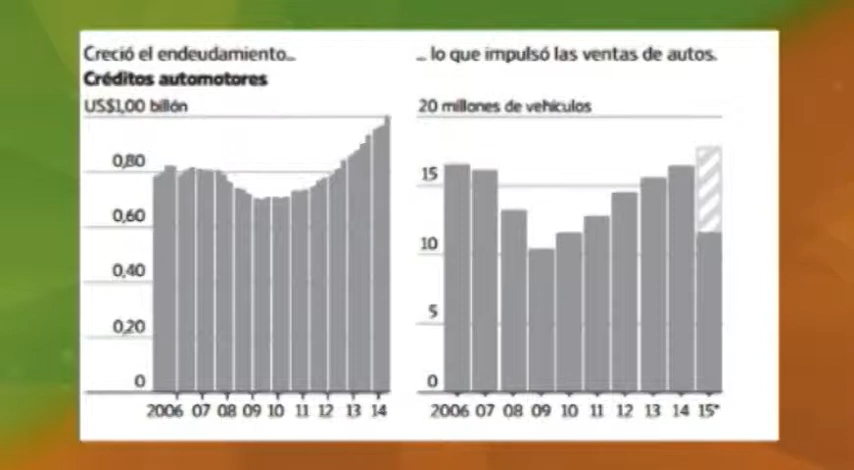 Creció el endeudamiento...
Créditos automotores
US$1,00 billón
0,80
0,60
0,40
0,20
0
2006 07 08 09 10 11 12 13 14
... lo que impulsó las ventas de autos.
20 millones de vehículos
15
10
5
0
2006 07 08 09 10 11 12 13 14 15*